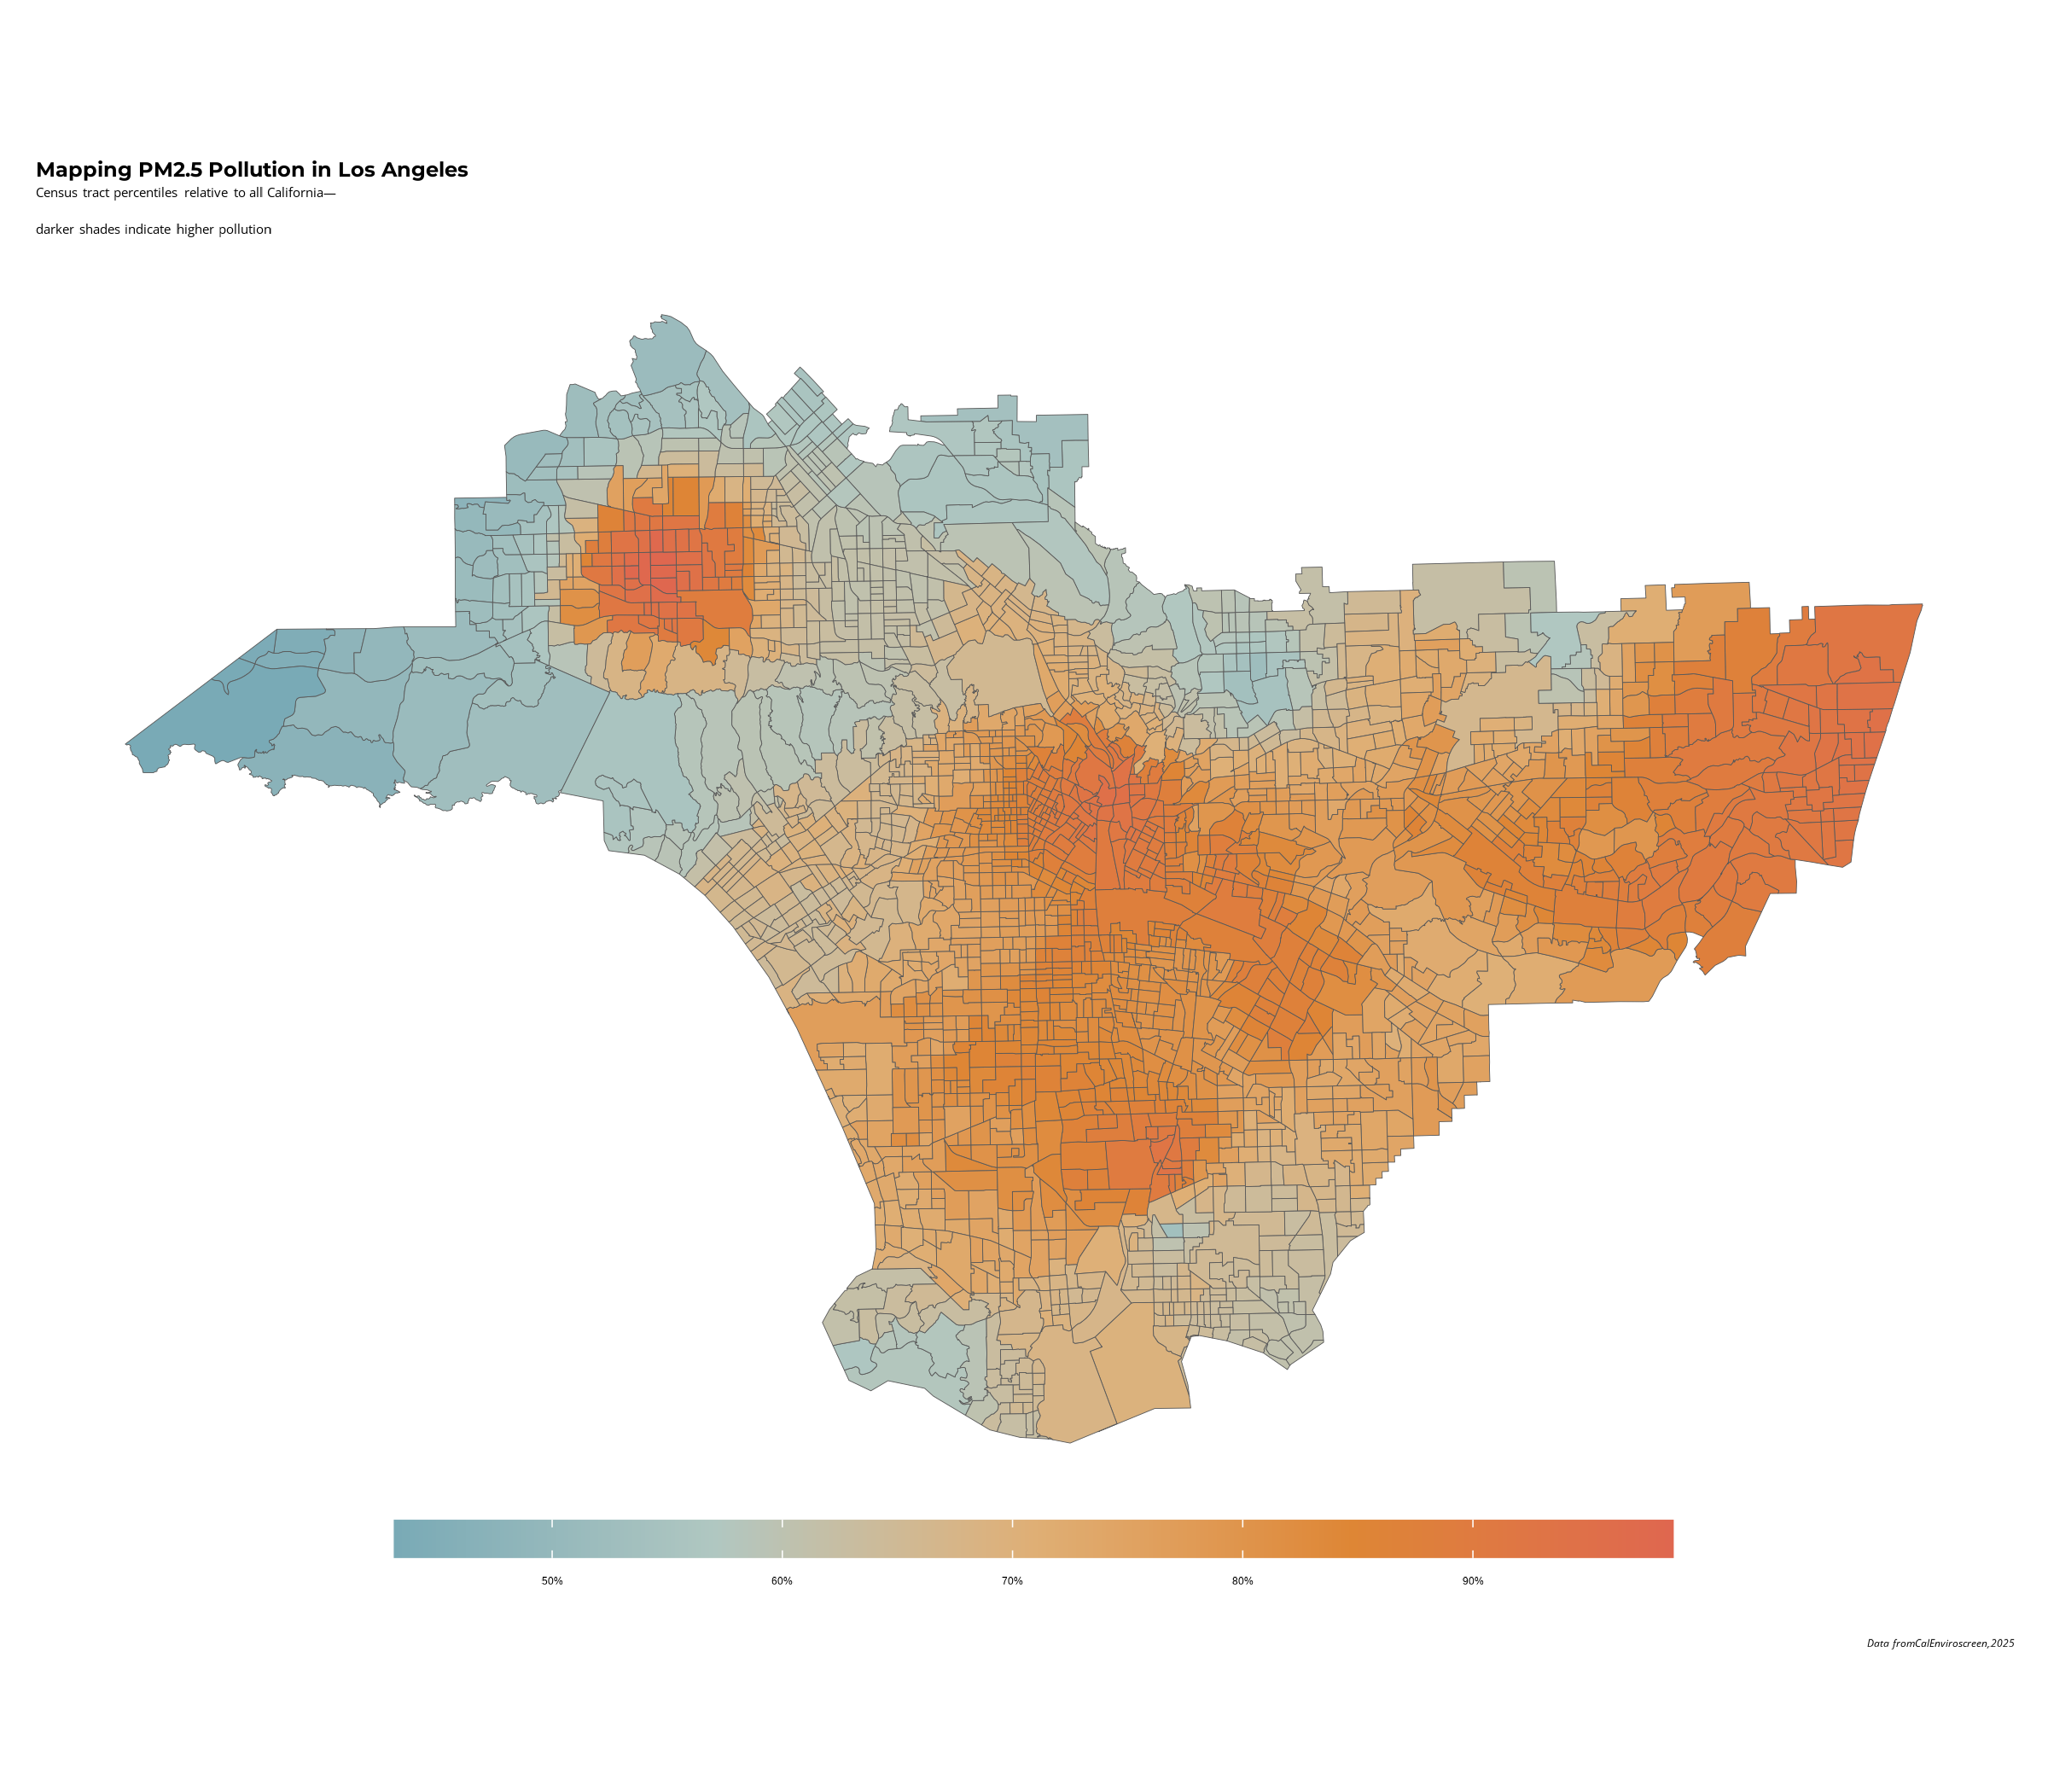 Mapping PM2.5 Pollution in Los Angeles
Census tract percentiles relative to all California—
darker shades indicate higher pollution
50% 60% 70% 80% 90%
Data fromCalEnviroscreen,2025